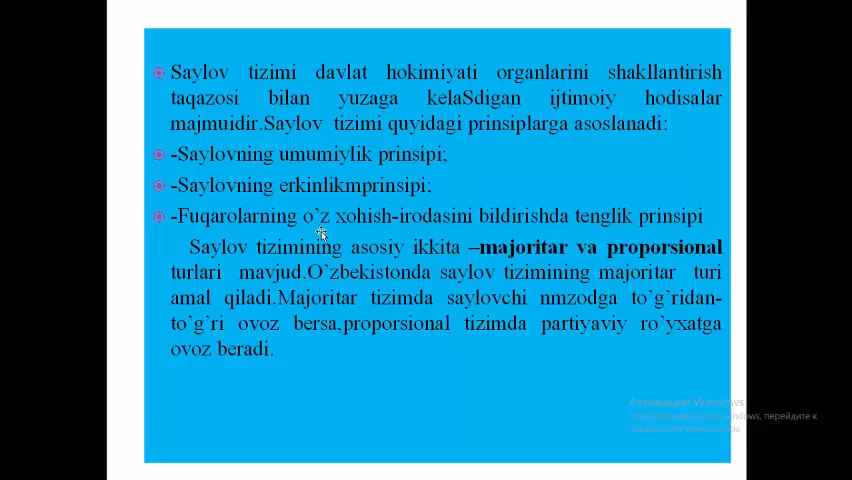 Saylov tizimi davlat hokimiyati organlarini shakllantirish
taqazosi bilan yuzaga kelaSdigan ijtimoiy hodisalar
majmuidir.Saylov tizimi quyidagi prinsiplarga asoslanadi:
-Saylovning umumiylik prinsipi;
-Saylovning erkinlikmprinsipi;
-Fuqarolarning o`z xohish-irodasini bildirishda tenglik prinsipi
Saylov tizimining asosiy ikkita –majoritar va proporsional
turlari mavjud.O`zbekistonda saylov tizimining majoritar turi
amal qiladi.Majoritar tizimda saylovchi nmzodga to`g`ridan-
to`g`ri ovoz bersa,proporsional tizimda partiyaviy ro`yxatga
ovoz beradi.
Активация Windows
Windows, перейдите к